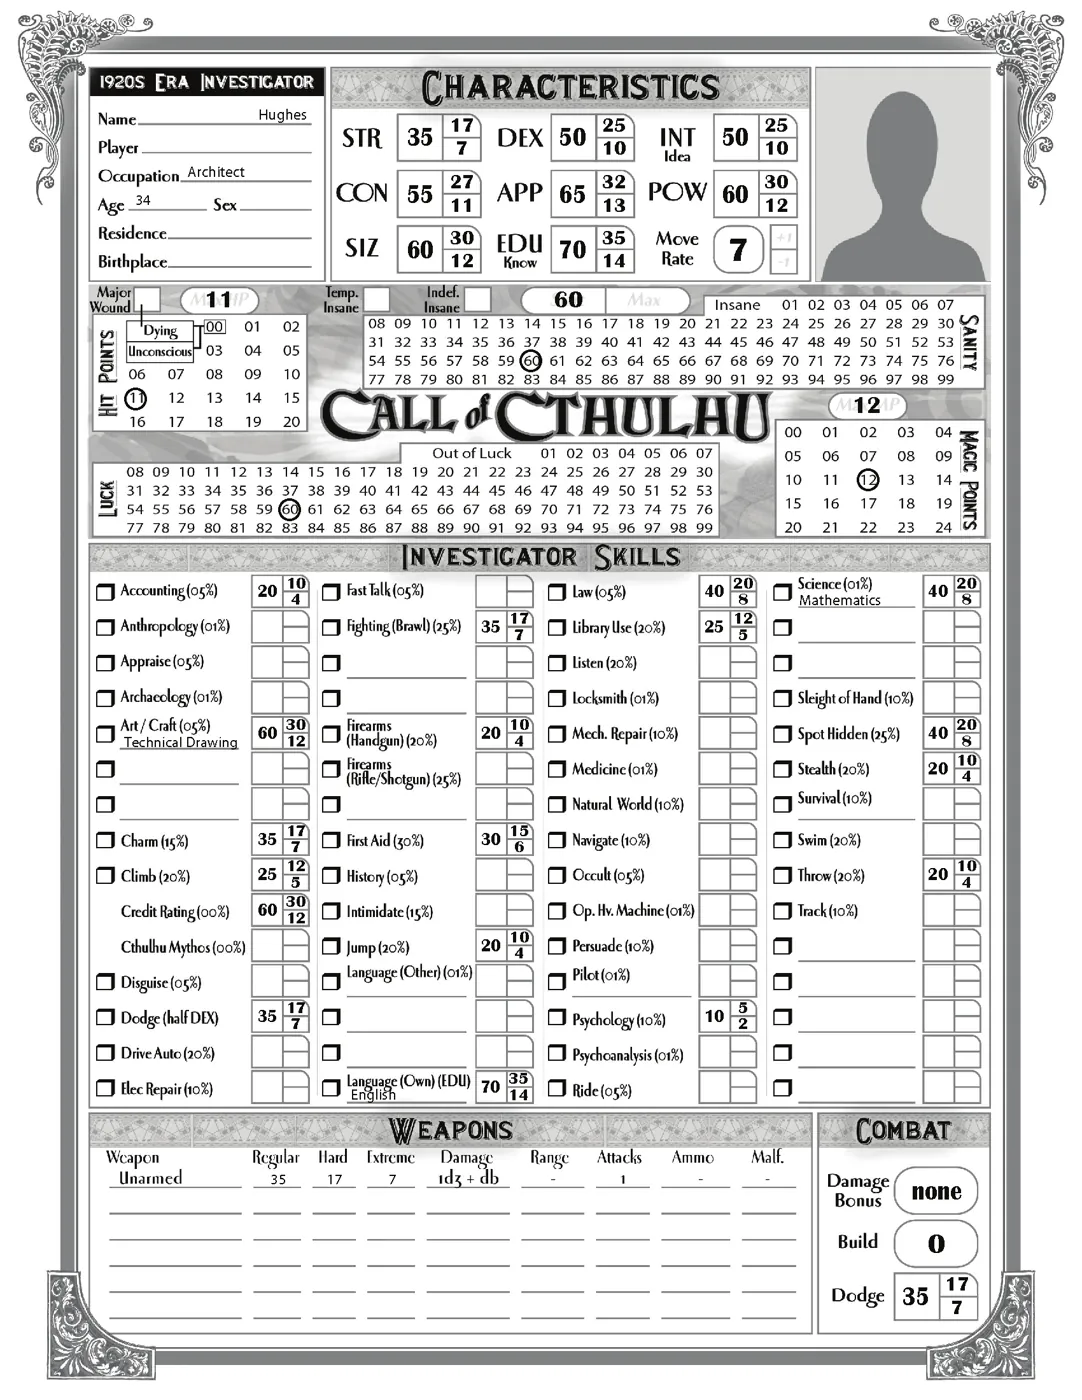 1920s Era Investigator
Name Hughes
Player
Occupation Architect
Age 34 Sex
Residence
Birthplace
Characteristics
STR 35 17 7 DEX 50 25 10 INT Idea 50 25 10
CON 55 27 11 APP 65 32 13 POW 60 30 12
SIZ 60 30 12 EDU Know 70 35 14 Move Rate 7 +1 -1
Major Wound 11
Hit Points
Dying 00 01 02
Unconscious 03 04 05
06 07 08 09 10
11 12 13 14 15
16 17 18 19 20
Temp. Insane Indef. Insane 60 Max
Sanity
Insane 01 02 03 04 05 06 07
08 09 10 11 12 13 14 15 16 17 18 19 20 21 22 23 24 25 26 27 28 29 30
31 32 33 34 35 36 37 38 39 40 41 42 43 44 45 46 47 48 49 50 51 52 53
54 55 56 57 58 59 60 61 62 63 64 65 66 67 68 69 70 71 72 73 74 75 76
77 78 79 80 81 82 83 84 85 86 87 88 89 90 91 92 93 94 95 96 97 98 99
Call of Cthulhu
Luck
Out of Luck 01 02 03 04 05 06 07
08 09 10 11 12 13 14 15 16 17 18 19 20 21 22 23 24 25 26 27 28 29 30
31 32 33 34 35 36 37 38 39 40 41 42 43 44 45 46 47 48 49 50 51 52 53
54 55 56 57 58 59 60 61 62 63 64 65 66 67 68 69 70 71 72 73 74 75 76
77 78 79 80 81 82 83 84 85 86 87 88 89 90 91 92 93 94 95 96 97 98 99
12
Magic Points
00 01 02 03 04
05 06 07 08 09
10 11 12 13 14
15 16 17 18 19
20 21 22 23 24
Investigator Skills
Accounting (05%) 20 10 4
Anthropology (01%)
Appraise (05%)
Archaeology (01%)
Art / Craft (05%) 60 30 12
Technical Drawing
Charm (15%) 35 17 7
Climb (20%) 25 12 5
Credit Rating (00%) 60 30 12
Cthulhu Mythos (00%)
Disguise (05%)
Dodge (half DEX) 35 17 7
Drive Auto (20%)
Elec Repair (10%)
Fast Talk (05%)
Fighting (Brawl) (25%) 35 17 7
Firearms
(Handgun) (20%) 20 10 4
Firearms
(Rifle/Shotgun) (25%)
First Aid (30%) 30 15 6
History (05%)
Intimidate (15%)
Jump (20%) 20 10 4
Language (Other) (01%)
Language (Own) (EDU) 70 35 14
English
Law (05%) 40 20 8
Library Use (20%) 25 12 5
Listen (20%)
Locksmith (01%)
Mech. Repair (10%)
Medicine (01%)
Natural World (10%)
Navigate (10%)
Occult (05%)
Op. Hv. Machine (01%)
Persuade (10%)
Pilot (01%)
Psychology (10%) 10 5 2
Psychoanalysis (01%)
Ride (05%)
Science (01%) 40 20 8
Mathematics
Sleight of Hand (10%)
Spot Hidden (25%) 40 20 8
Stealth (20%) 20 10 4
Survival (10%)
Swim (20%)
Throw (20%) 20 10 4
Track (10%)
Weapons
Weapon Regular Hard Extreme Damage Range Attacks Ammo Malf.
Unarmed 35 17 7 1d3 + db - 1 - -
Combat
Damage Bonus none
Build 0
Dodge 35 17 7